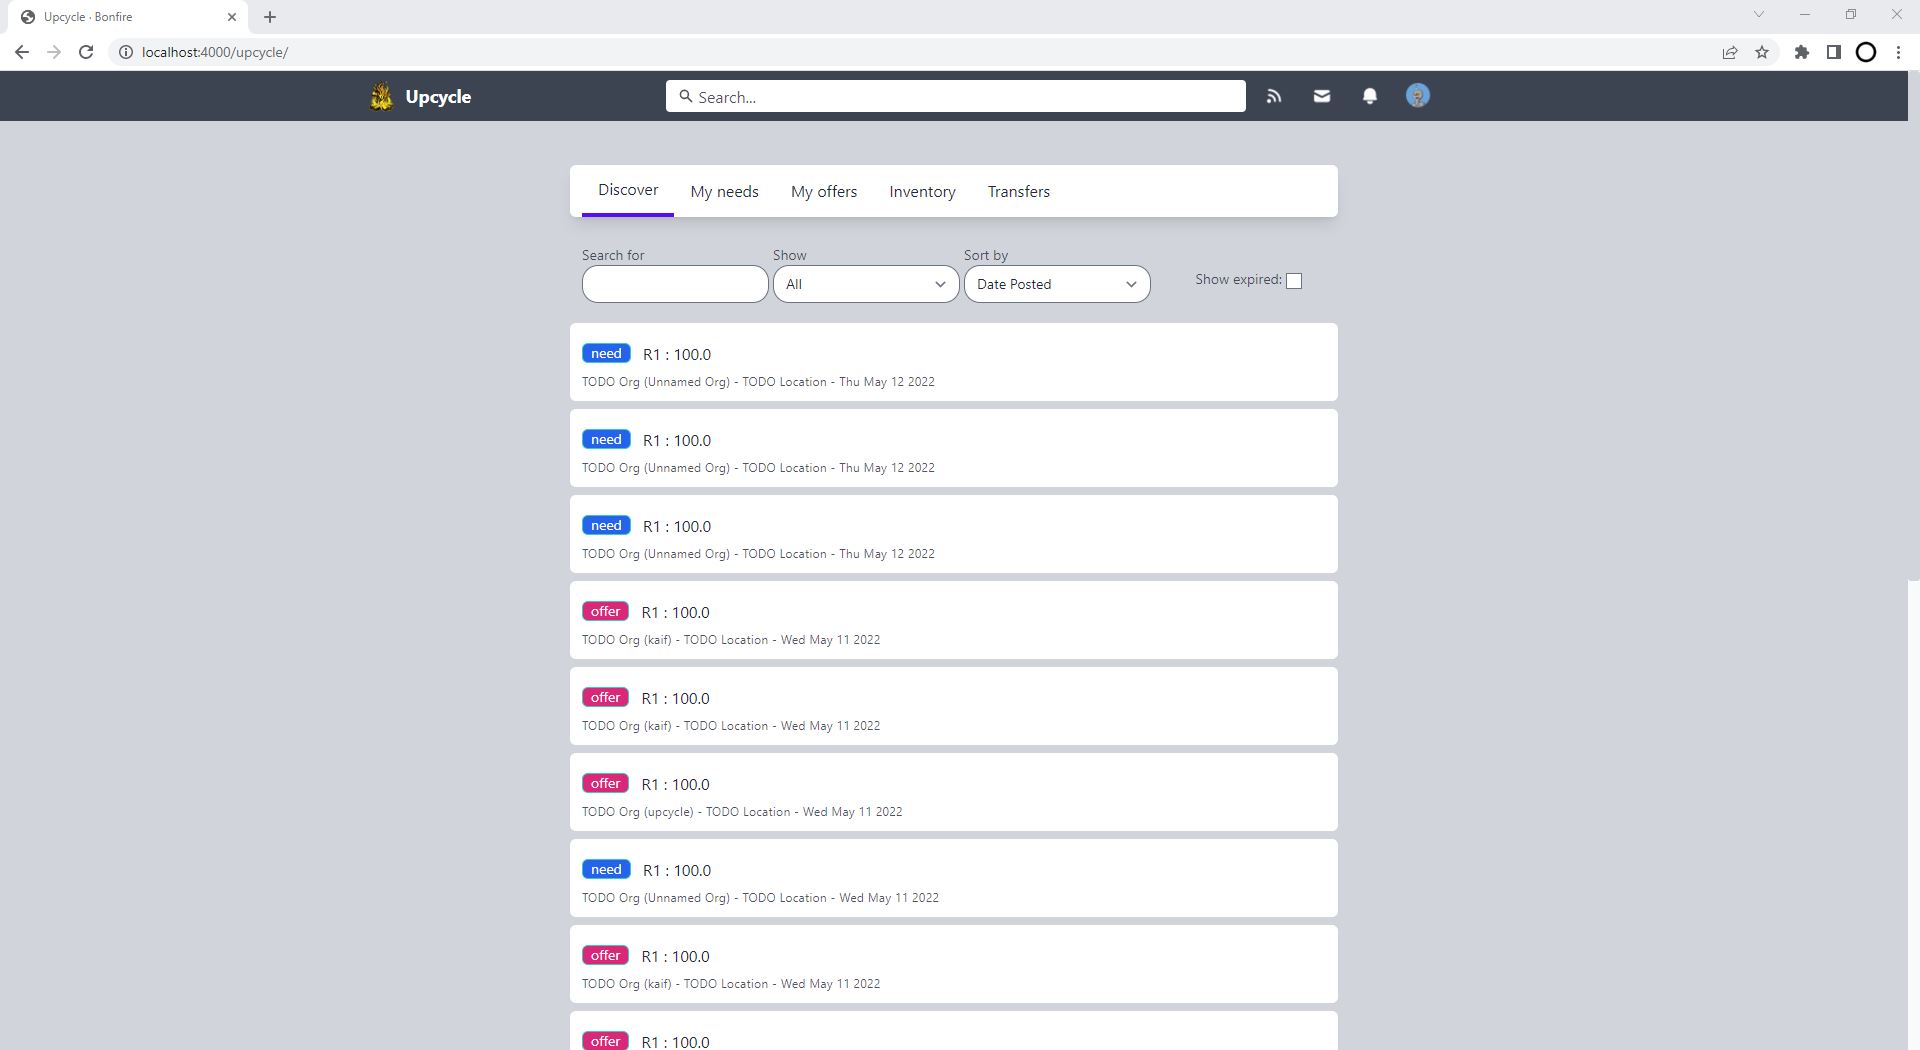 Upcycle · Bonfire
localhost:4000/upcycle/
Upcycle
Search...
Discover My needs My offers Inventory Transfers
Search for Show Sort by
All Date Posted Show expired:
need R1 : 100.0
TODO Org (Unnamed Org) - TODO Location - Thu May 12 2022
need R1 : 100.0
TODO Org (Unnamed Org) - TODO Location - Thu May 12 2022
need R1 : 100.0
TODO Org (Unnamed Org) - TODO Location - Thu May 12 2022
offer R1 : 100.0
TODO Org (kaif) - TODO Location - Wed May 11 2022
offer R1 : 100.0
TODO Org (kaif) - TODO Location - Wed May 11 2022
offer R1 : 100.0
TODO Org (upcycle) - TODO Location - Wed May 11 2022
need R1 : 100.0
TODO Org (Unnamed Org) - TODO Location - Wed May 11 2022
offer R1 : 100.0
TODO Org (kaif) - TODO Location - Wed May 11 2022
offer R1 : 100.0